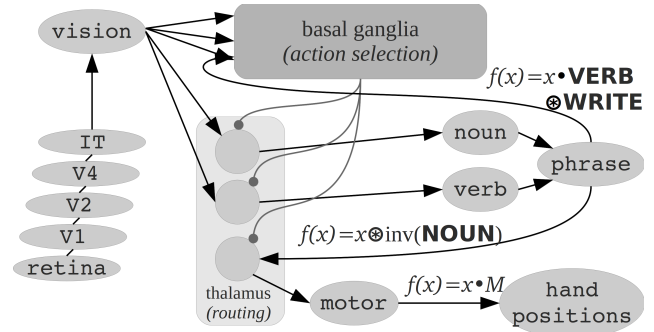 vision
basal ganglia
(action selection)
f(x)=x•VERB
⊛WRITE
IT
V4
V2
V1
retina
noun
verb
phrase
f(x)=x⊛inv(NOUN)
thalamus
(routing)
motor
f(x)=x•M
hand
positions